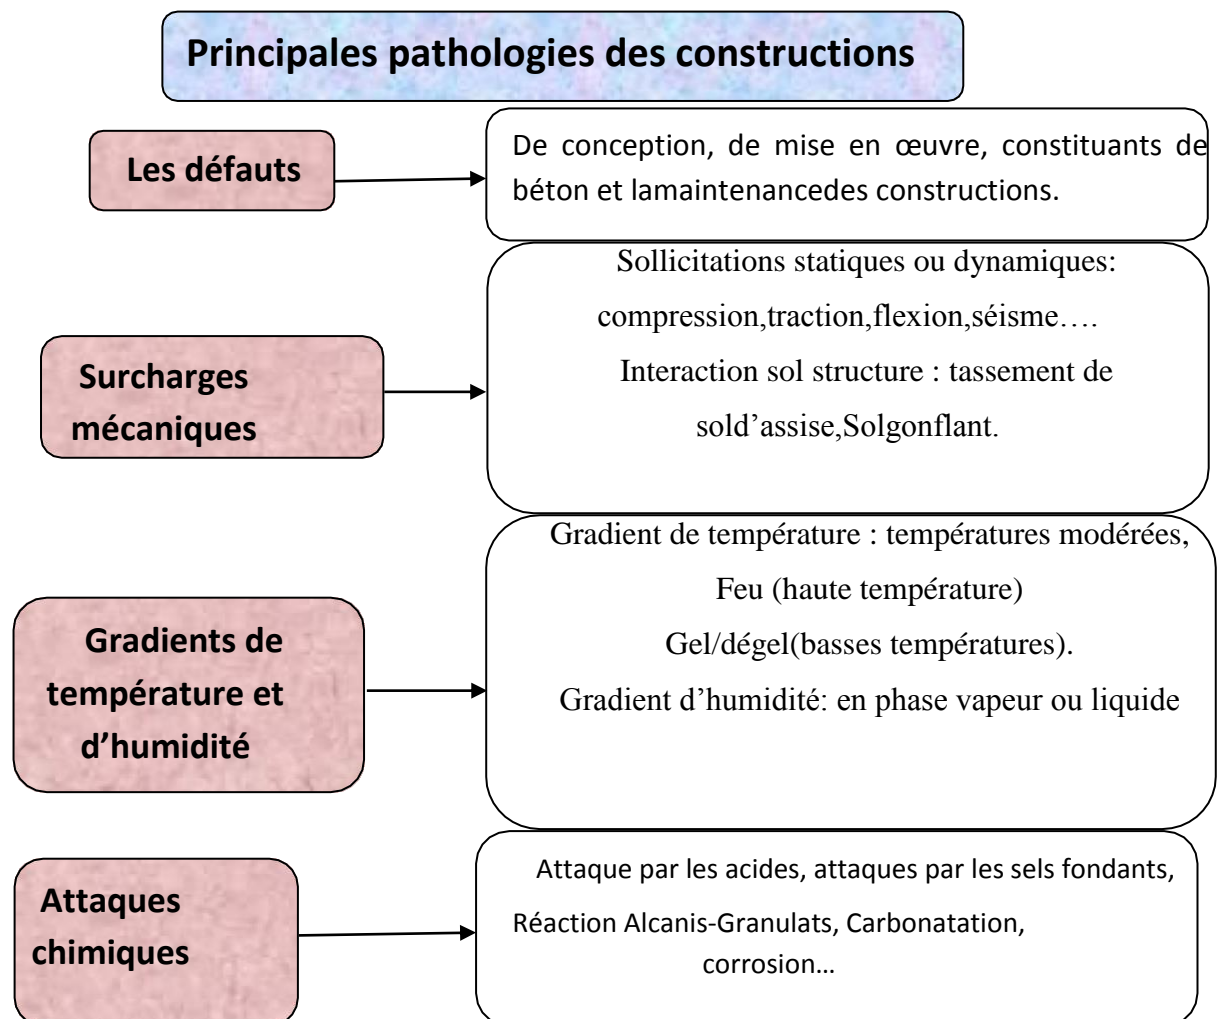 Principales pathologies des constructions
Les défauts
De conception, de mise en œuvre, constituants de
béton et lamaintenancedes constructions.
Surcharges
mécaniques
Sollicitations statiques ou dynamiques:
compression,traction,flexion,séisme….
Interaction sol structure : tassement de
sold’assise,Solgonflant.
Gradients de
température et
d’humidité
Gradient de température : températures modérées,
Feu (haute température)
Gel/dégel(basses températures).
Gradient d’humidité: en phase vapeur ou liquide
Attaques
chimiques
Attaque par les acides, attaques par les sels fondants,
Réaction Alcanis-Granulats, Carbonatation,
corrosion…